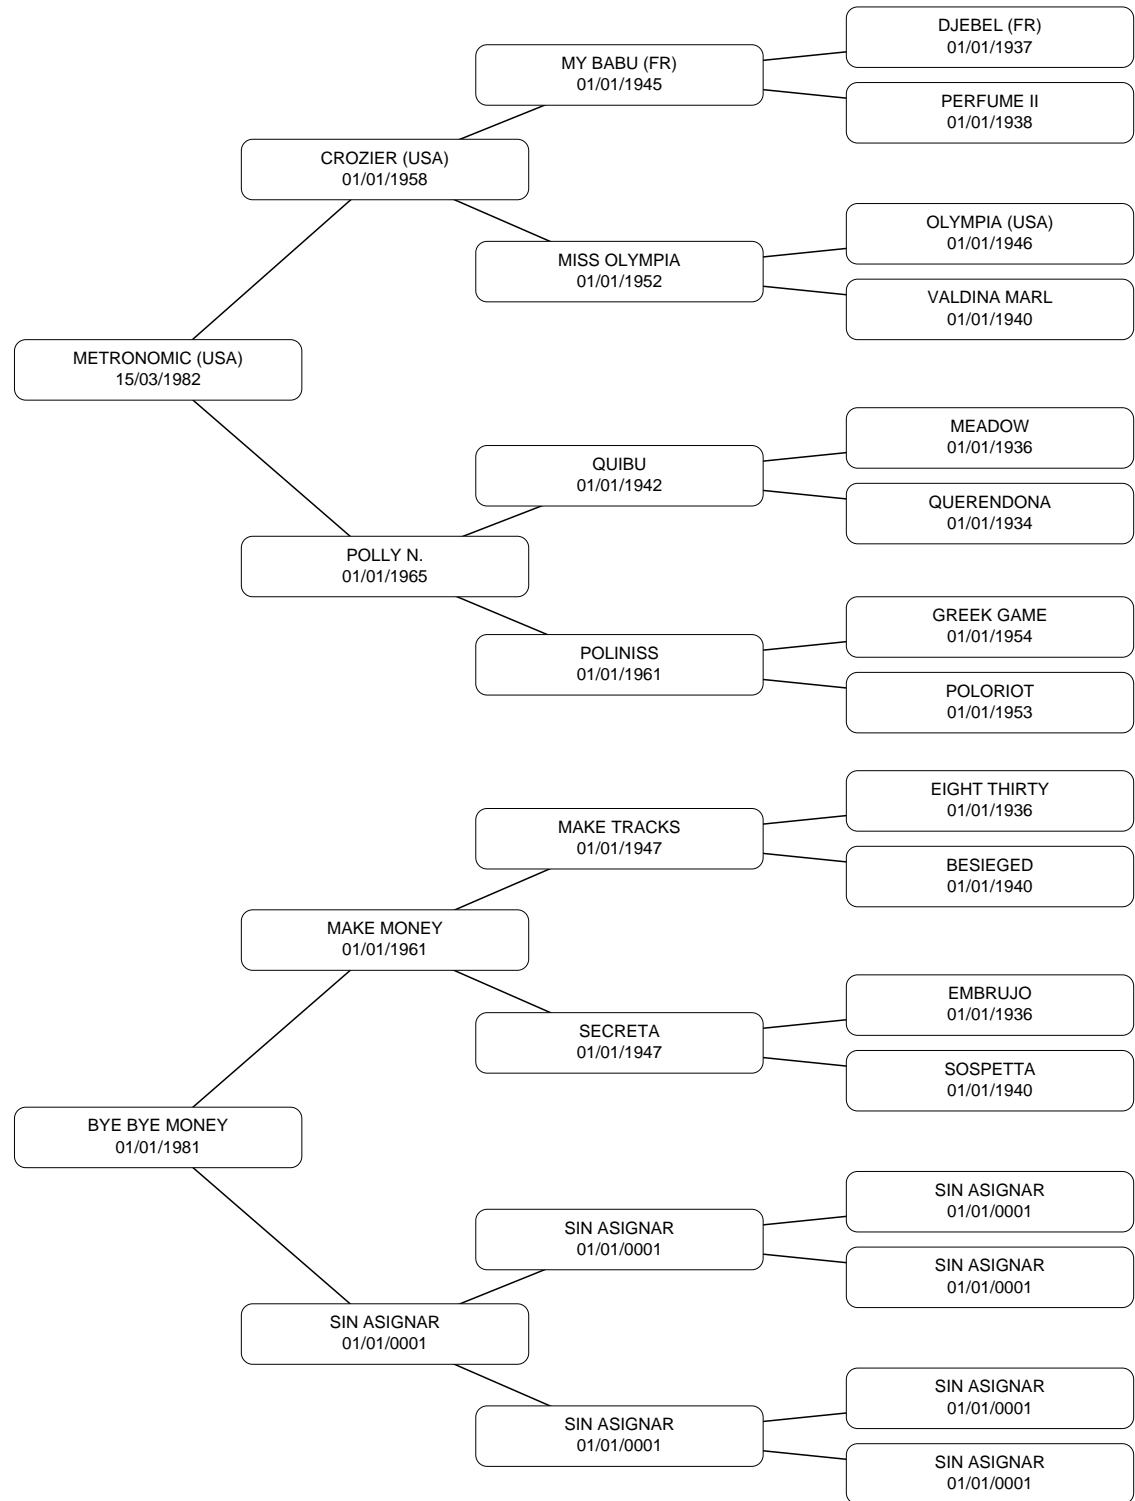 DJEBEL (FR)
01/01/1937
MY BABU (FR)
01/01/1945
PERFUME II
01/01/1938
CROZIER (USA)
01/01/1958
OLYMPIA (USA)
01/01/1946
MISS OLYMPIA
01/01/1952
VALDINA MARL
01/01/1940
METRONOMIC (USA)
15/03/1982
MEADOW
01/01/1936
QUIBU
01/01/1942
QUERENDONA
01/01/1934
POLLY N.
01/01/1965
GREEK GAME
01/01/1954
POLINISS
01/01/1961
POLORIOT
01/01/1953
EIGHT THIRTY
01/01/1936
MAKE TRACKS
01/01/1947
BESIEGED
01/01/1940
MAKE MONEY
01/01/1961
EMBRUJO
01/01/1936
SECRETA
01/01/1947
SOSPETTA
01/01/1940
BYE BYE MONEY
01/01/1981
SIN ASIGNAR
01/01/0001
SIN ASIGNAR
01/01/0001
SIN ASIGNAR
01/01/0001
SIN ASIGNAR
01/01/0001
SIN ASIGNAR
01/01/0001
SIN ASIGNAR
01/01/0001
SIN ASIGNAR
01/01/0001